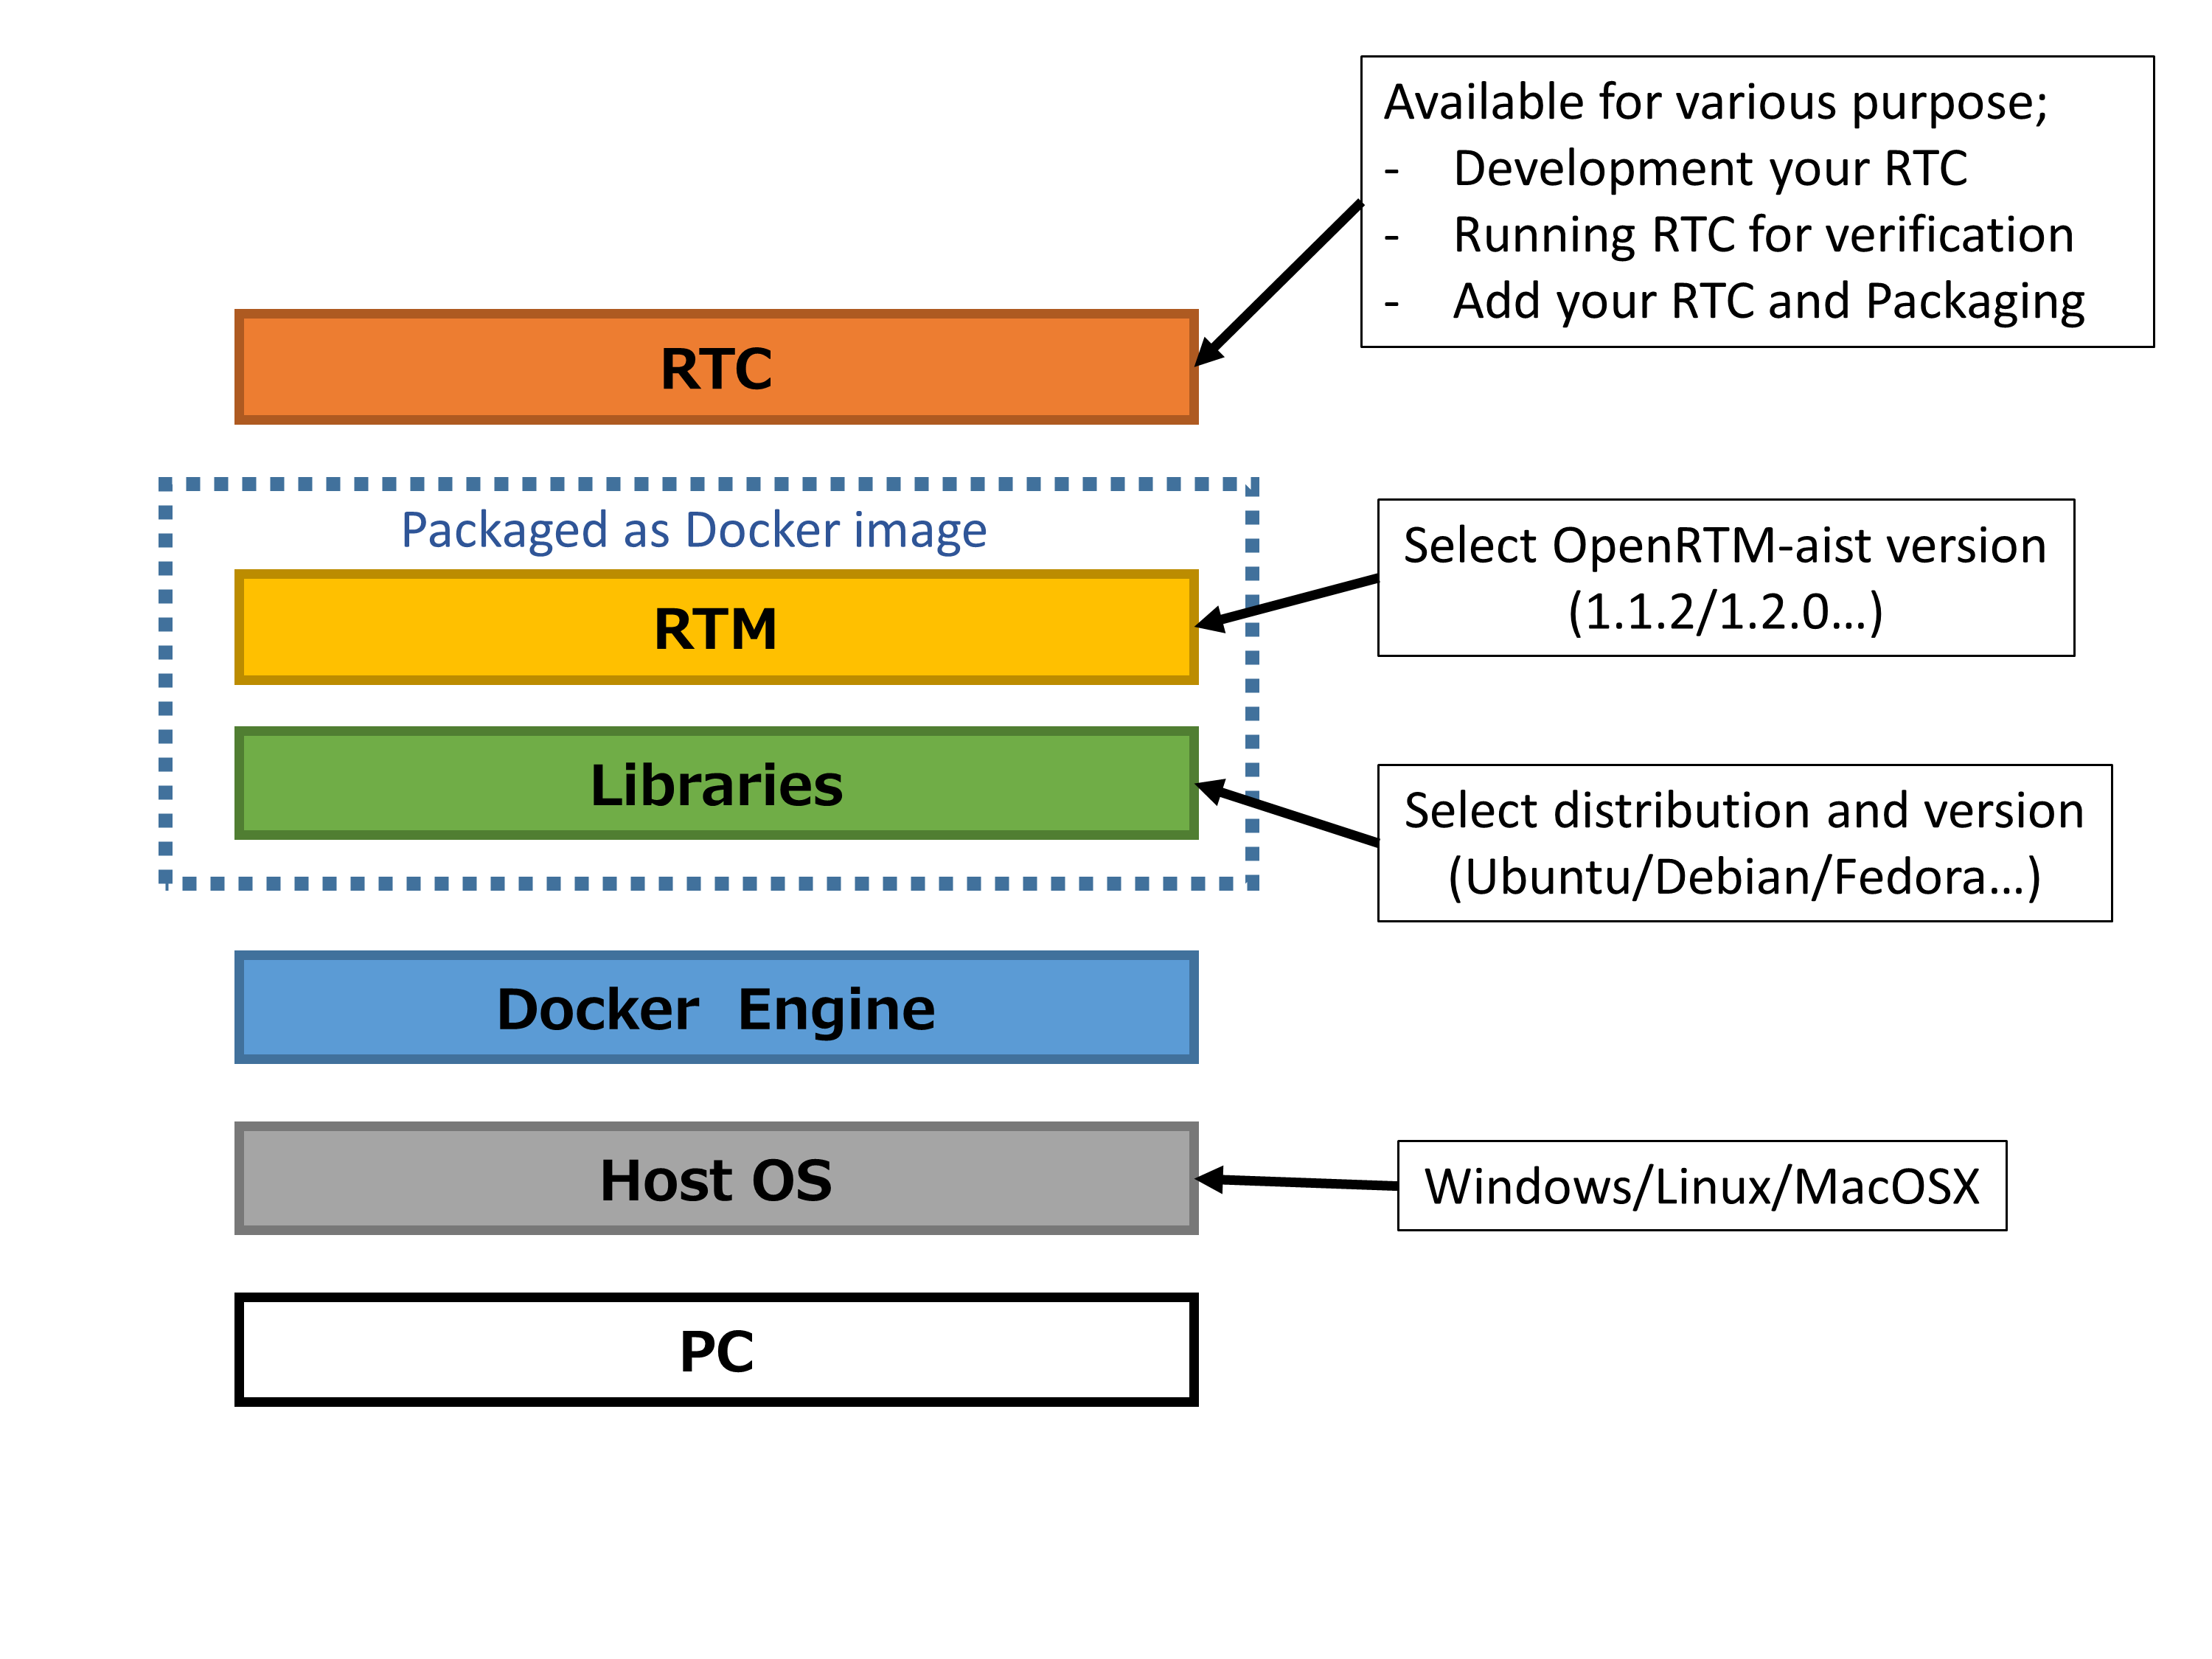 Available for various purpose;
- Development your RTC
- Running RTC for verification
- Add your RTC and Packaging
RTC
Packaged as Docker image
RTM
Select OpenRTM-aist version
(1.1.2/1.2.0...)
Libraries
Select distribution and version
(Ubuntu/Debian/Fedora...)
Docker Engine
Host OS
Windows/Linux/MacOSX
PC